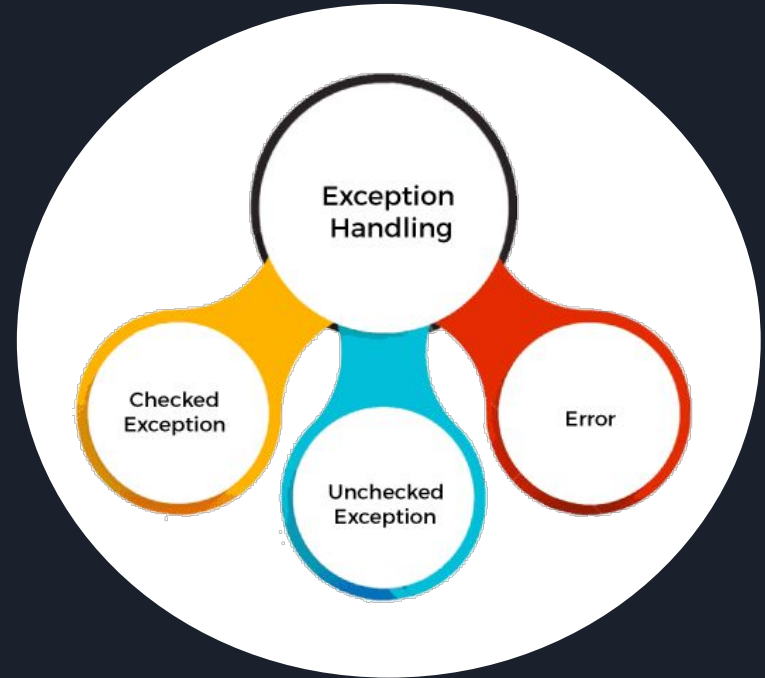 Exception
Handling
Checked
Exception
Unchecked
Exception
Error